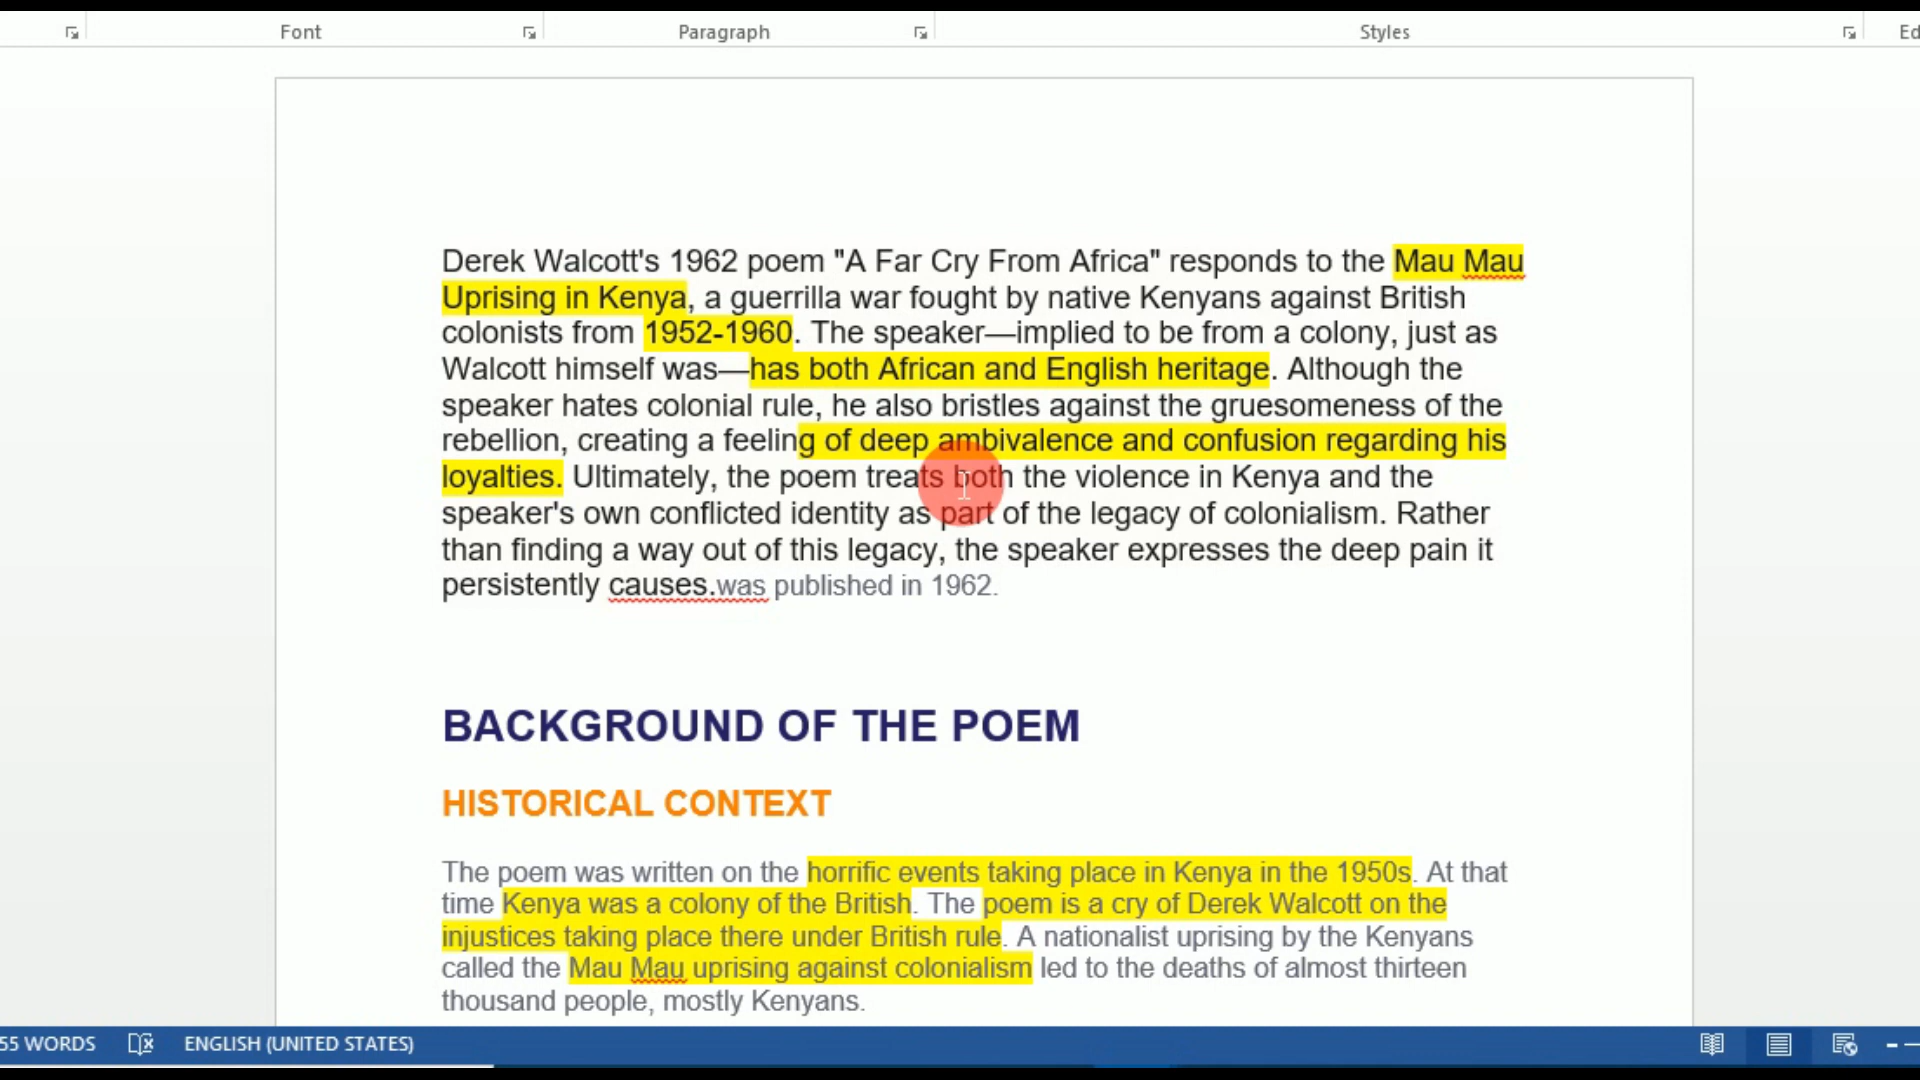 Font
Paragraph
Styles
Ed
Derek Walcott's 1962 poem "A Far Cry From Africa" responds to the Mau Mau
Uprising in Kenya, a guerrilla war fought by native Kenyans against British
colonists from 1952-1960. The speaker—implied to be from a colony, just as
Walcott himself was—has both African and English heritage. Although the
speaker hates colonial rule, he also bristles against the gruesomeness of the
rebellion, creating a feeling of deep ambivalence and confusion regarding his
loyalties. Ultimately, the poem treats both the violence in Kenya and the
speaker's own conflicted identity as part of the legacy of colonialism. Rather
than finding a way out of this legacy, the speaker expresses the deep pain it
persistently causes.was published in 1962.
BACKGROUND OF THE POEM
HISTORICAL CONTEXT
The poem was written on the horrific events taking place in Kenya in the 1950s. At that
time Kenya was a colony of the British. The poem is a cry of Derek Walcott on the
injustices taking place there under British rule. A nationalist uprising by the Kenyans
called the Mau Mau uprising against colonialism led to the deaths of almost thirteen
thousand people, mostly Kenyans.
55 WORDS
ENGLISH (UNITED STATES)